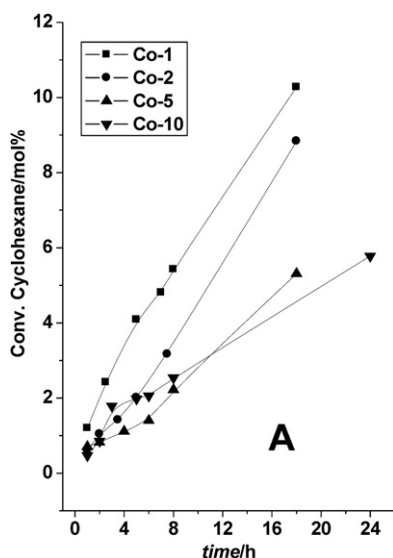 12
10
8
6
4
2
0
Conv. Cyclohexane/mol%
Co-1
Co-2
Co-5
Co-10
A
0 4 8 12 16 20 24
time/h